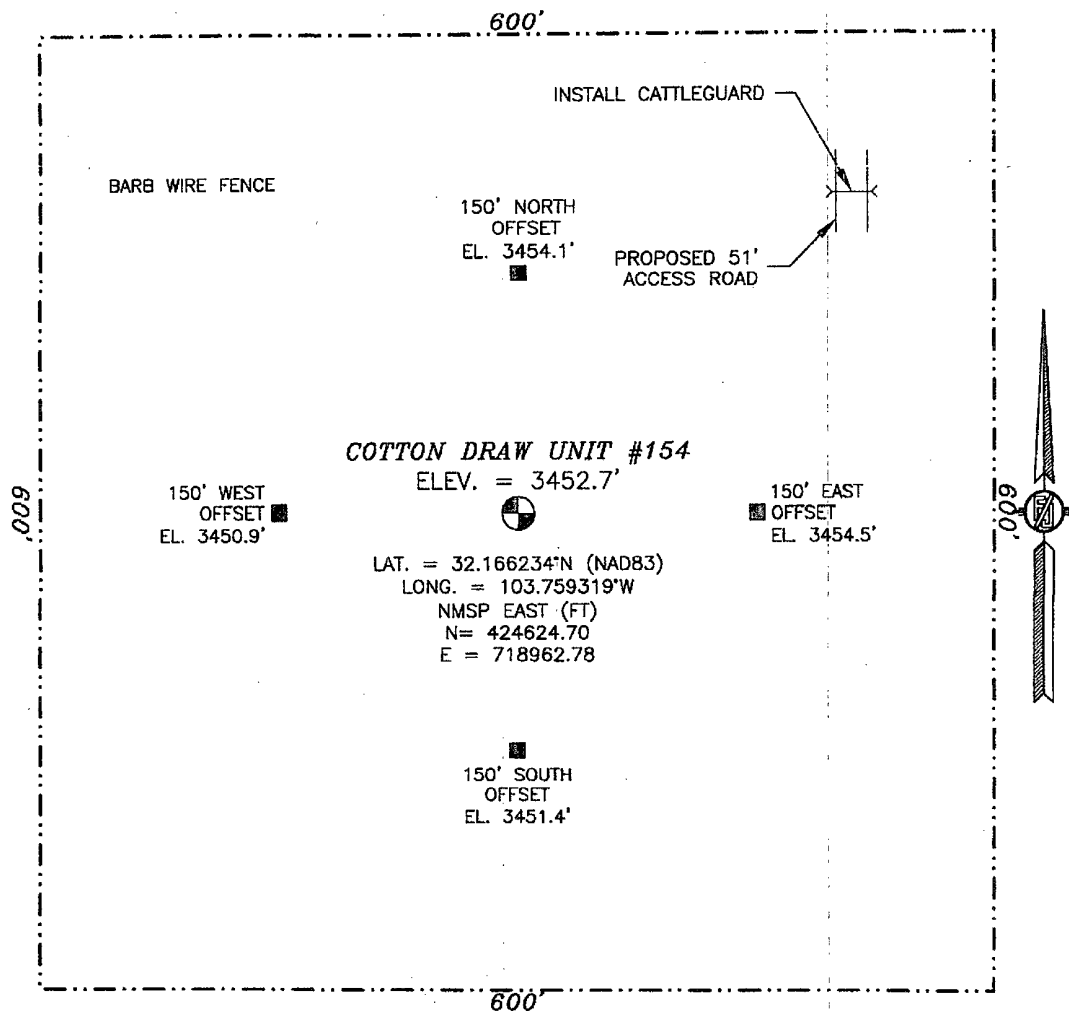 600'
INSTALL CATTLEGUARD
BARB WIRE FENCE
150' NORTH
OFFSET
EL. 3454.1'
PROPOSED 51'
ACCESS ROAD
COTTON DRAW UNIT #154
ELEV. = 3452.7'
600'
150' WEST
OFFSET
EL. 3450.9'
150' EAST
OFFSET
EL. 3454.5'
600'
LAT. = 32.166234°N (NAD83)
LONG. = 103.759319°W
NMSP EAST (FT)
N= 424624.70
E = 718962.78
150' SOUTH
OFFSET
EL. 3451.4'
600'